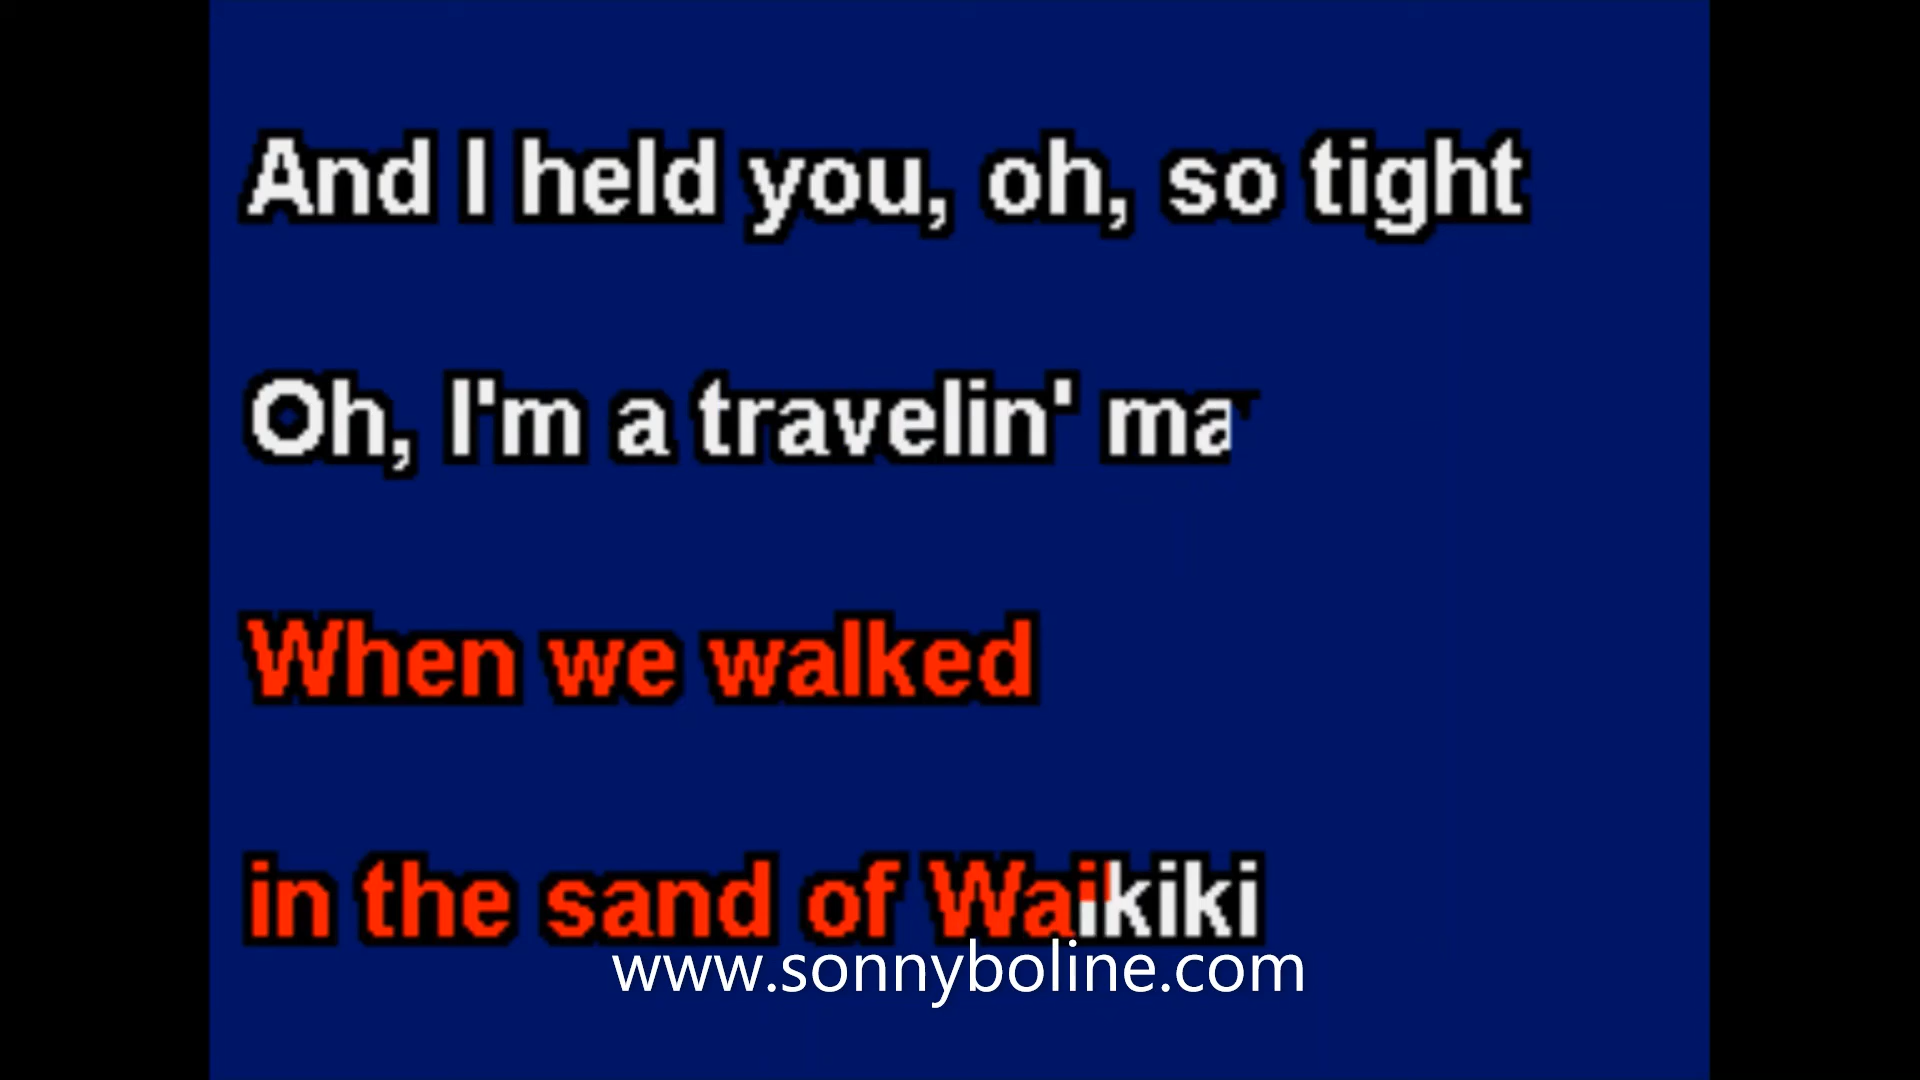 And I held you, oh, so tight
Oh, I'm a travelin' ma
When we walked
in the sand of Waikiki
www.sonnyboline.com